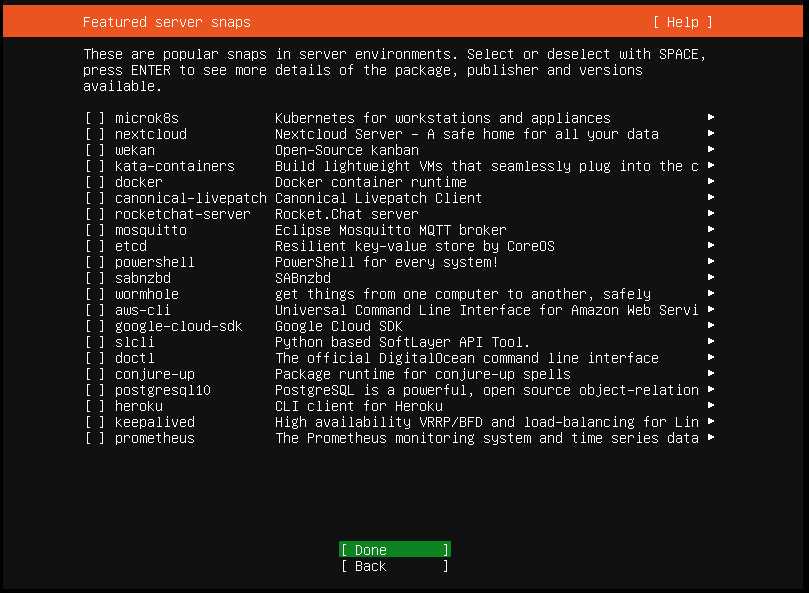 Featured server snaps [ Help ]
These are popular snaps in server environments. Select or deselect with SPACE,
press ENTER to see more details of the package, publisher and versions
available.
[ ] microk8s Kubernetes for workstations and appliances ▸
[ ] nextcloud Nextcloud Server - A safe home for all your data ▸
[ ] wekan Open-Source kanban ▸
[ ] kata-containers Build lightweight VMs that seamlessly plug into the c ▸
[ ] docker Docker container runtime ▸
[ ] canonical-livepatch Canonical Livepatch Client ▸
[ ] rocketchat-server Rocket.Chat server ▸
[ ] mosquitto Eclipse Mosquitto MQTT broker ▸
[ ] etcd Resilient key-value store by CoreOS ▸
[ ] powershell PowerShell for every system! ▸
[ ] sabnzbd SABnzbd ▸
[ ] wormhole get things from one computer to another, safely ▸
[ ] aws-cli Universal Command Line Interface for Amazon Web Servi ▸
[ ] google-cloud-sdk Google Cloud SDK ▸
[ ] slcli Python based SoftLayer API Tool. ▸
[ ] doctl The official DigitalOcean command line interface ▸
[ ] conjure-up Package runtime for conjure-up spells ▸
[ ] postgresql10 PostgreSQL is a powerful, open source object-relation ▸
[ ] heroku CLI client for Heroku ▸
[ ] keepalived High availability VRRP/BFD and load-balancing for Lin ▸
[ ] prometheus The Prometheus monitoring system and time series data ▸
[ Done ]
[ Back ]